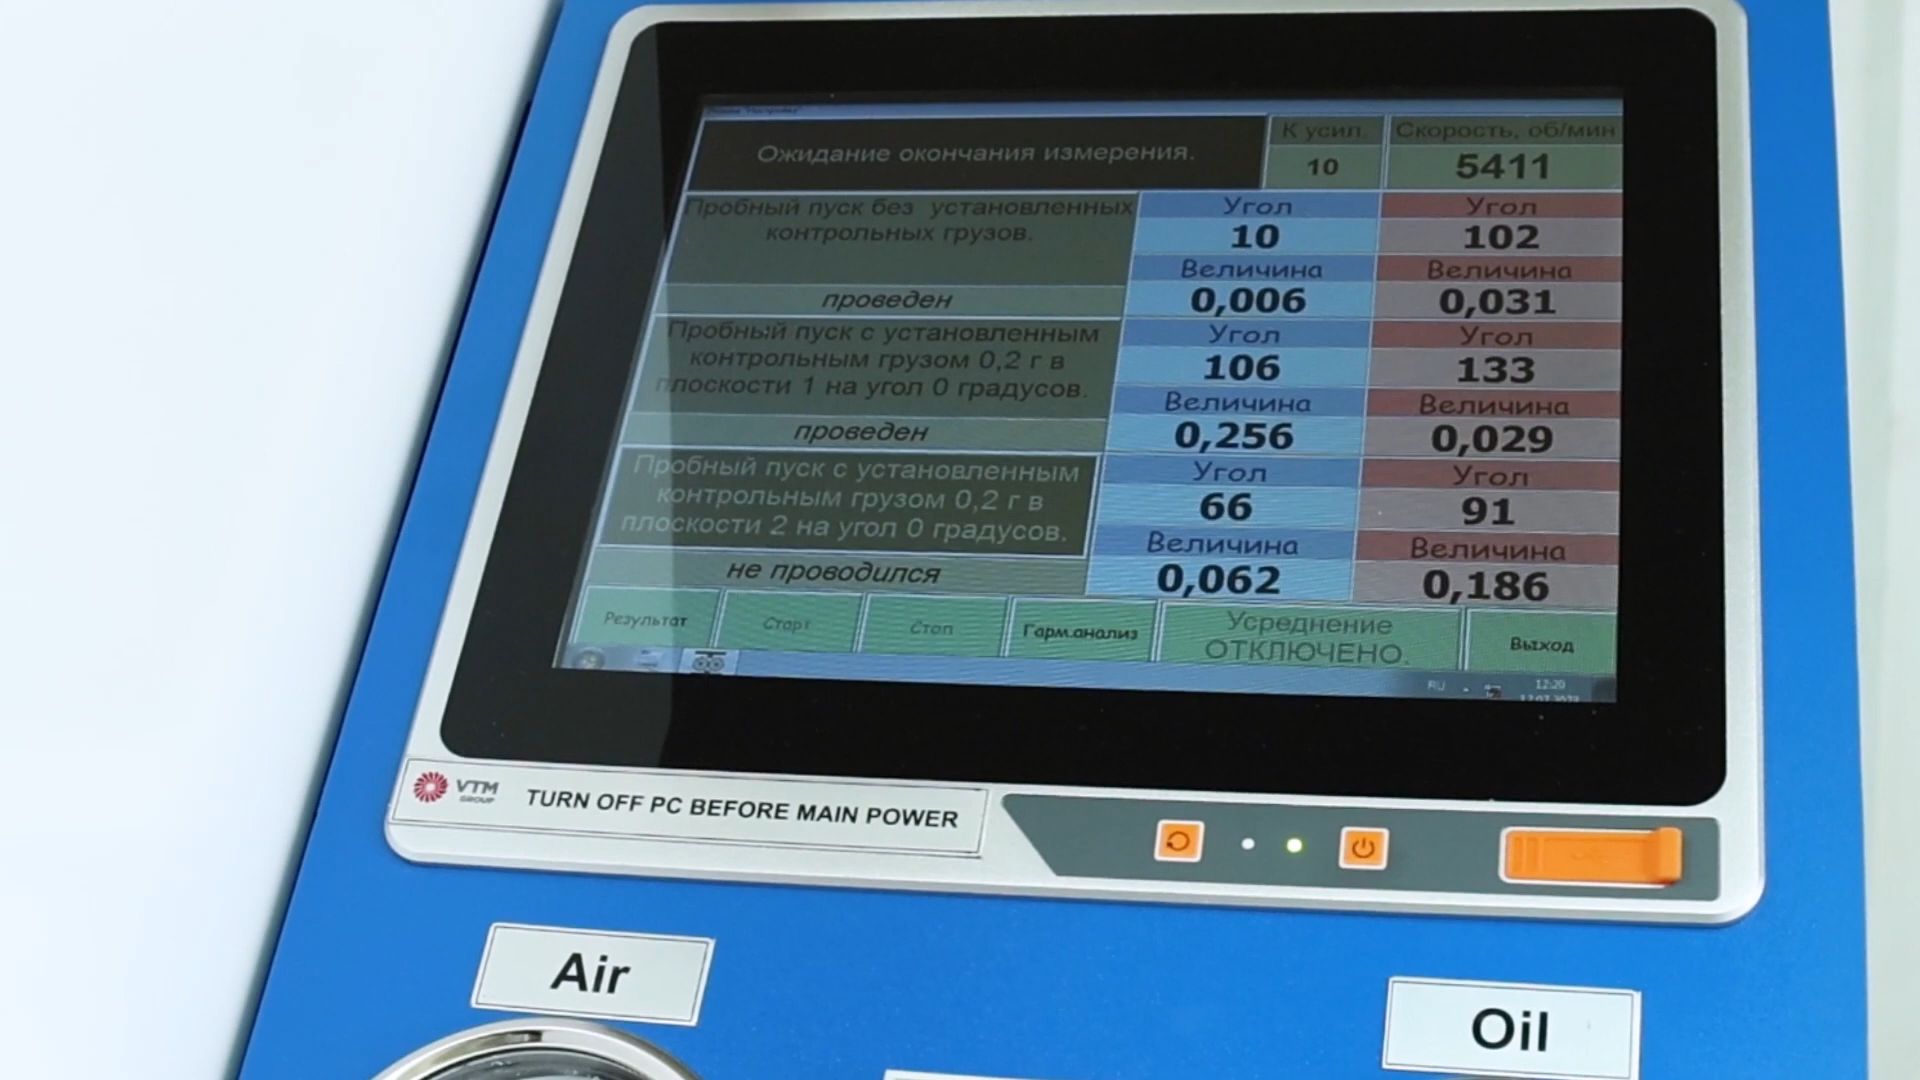 Ожидание окончания измерения.
К усил.
Скорость, об/мин
10
5411
Пробный пуск без установленных
контрольных грузов.
Угол
Угол
10
102
Величина
Величина
проведен
0,006
0,031
Пробный пуск с установленным
контрольным грузом 0,2 г в
плоскости 1 на угол 0 градусов.
Угол
Угол
106
133
Величина
Величина
проведен
0,256
0,029
Пробный пуск с установленным
контрольным грузом 0,2 г в
плоскости 2 на угол 0 градусов.
Угол
Угол
66
91
Величина
Величина
не проводился
0,062
0,186
Результат
Старт
Стоп
Гарм.анализ
Усреднение
ОТКЛЮЧЕНО.
Выход
RU
12:20
VTM
GROUP
TURN OFF PC BEFORE MAIN POWER
Air
Oil